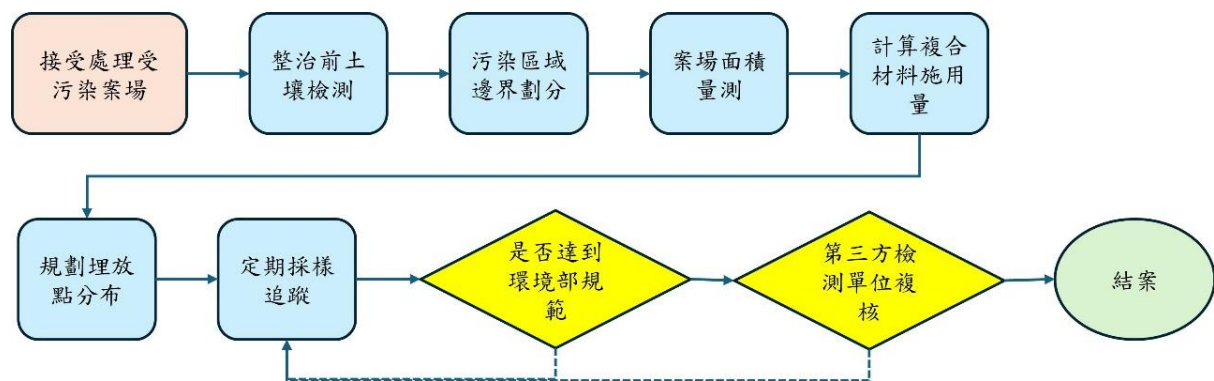 接受處理受
污染案場
整治前土
壤檢測
污染區域
邊界劃分
案場面積
量測
計算複合
材料施用
量
規劃埋放
點分布
定期採樣
追蹤
是否達到
環境部規
範
第三方檢
測單位複
核
結案